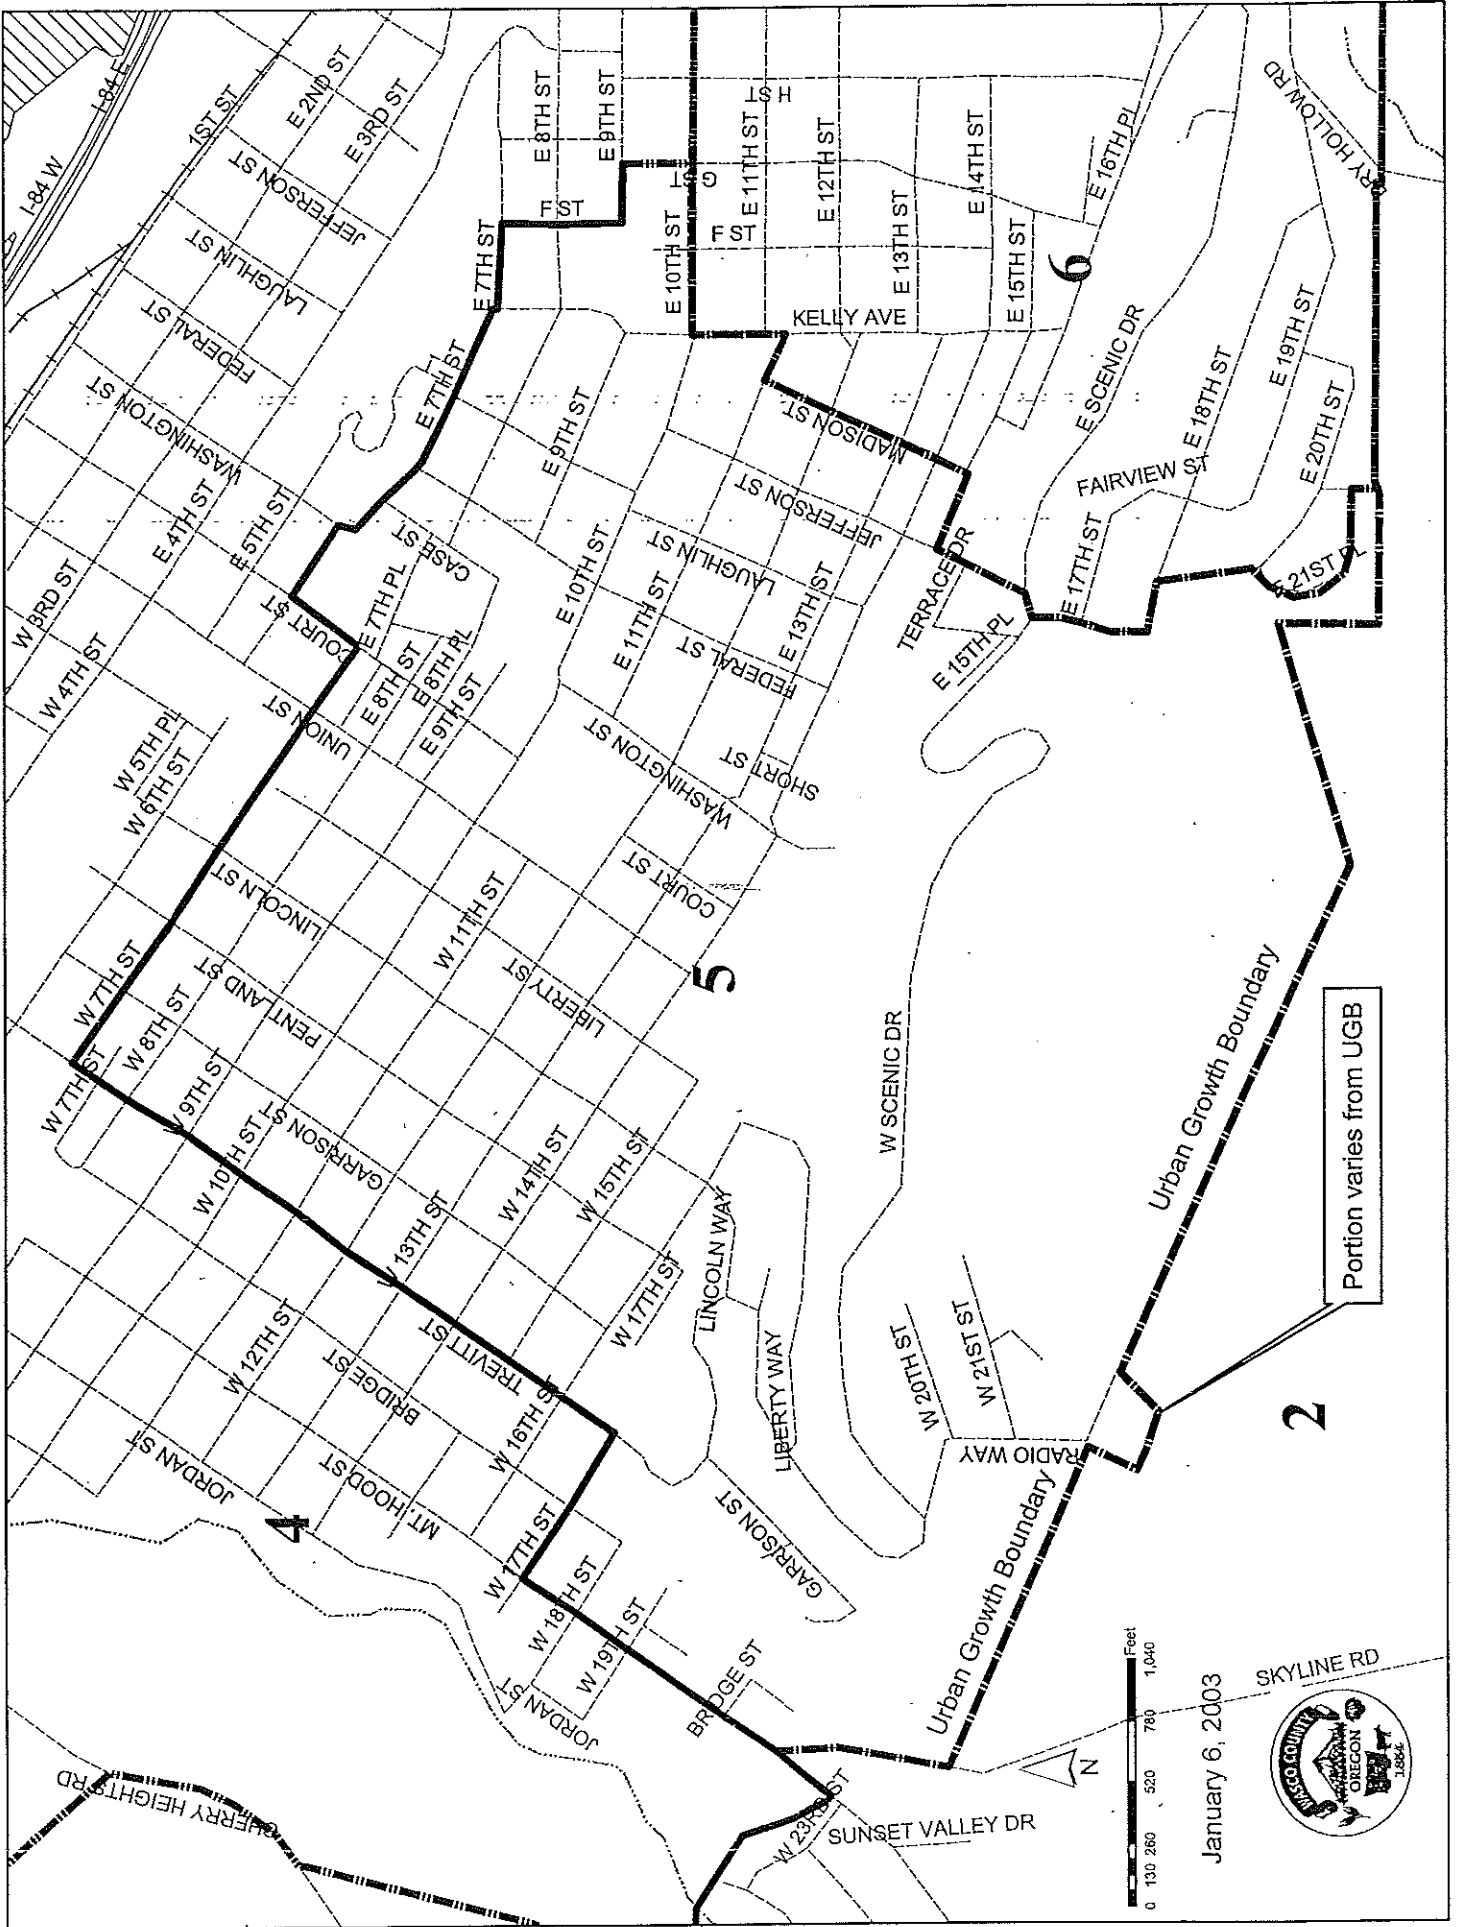 I-84 W
I-84 E
1ST ST
E 2ND ST
E 3RD ST
JEFFERSON ST
LAUGHLIN ST
FEDERAL ST
WASHINGTON ST
E 4TH ST
E 5TH ST
W 3RD ST
W 4TH ST
COURT ST
UNION ST
W 5TH PL
W 6TH ST
LINCOLN ST
PENTLAND ST
W 7TH ST
W 7TH ST
W 8TH ST
W 9TH ST
W 10TH ST
GARRISON ST
W 11TH ST
LIBERTY ST
W 12TH ST
W 13TH ST
W 14TH ST
W 15TH ST
W 16TH ST
W 17TH ST
TREVITT ST
BRIDGE ST
MT. HOOD ST
JORDAN ST
4
W 17TH ST
W 18TH ST
W 19TH ST
JORDAN ST
BRIDGE ST
CHERRY HEIGHTS RD
W 23RD ST
SUNSET VALLEY DR
E 7TH ST
E 7TH ST
F ST
E 8TH ST
E 9TH ST
G ST
H ST
E 10TH ST
E 11TH ST
F ST
E 12TH ST
E 13TH ST
E 14TH ST
E 15TH ST
E 16TH PL
6
KELLY AVE
MADISON ST
E SCENIC DR
E 18TH ST
E 19TH ST
E 20TH ST
FAIRVIEW ST
E 17TH ST
E 21ST PL
DRY HOLLOW RD
CASE ST
E 7TH PL
E 8TH ST
E 8TH PL
E 9TH ST
E 9TH ST
E 10TH ST
E 11TH ST
E 13TH ST
JEFFERSON ST
LAUGHLIN ST
FEDERAL ST
WASHINGTON ST
SHORT ST
COURT ST
TERRACE DR
E 15TH PL
5
W SCENIC DR
LINCOLN WAY
LIBERTY WAY
GARRISON ST
W 20TH ST
W 21ST ST
RADIO WAY
Urban Growth Boundary
Urban Growth Boundary
Portion varies from UGB
2
SKYLINE RD
N
Feet
0 130 260 520 780 1,040
January 6, 2003
WASCO COUNTY
OREGON
1854